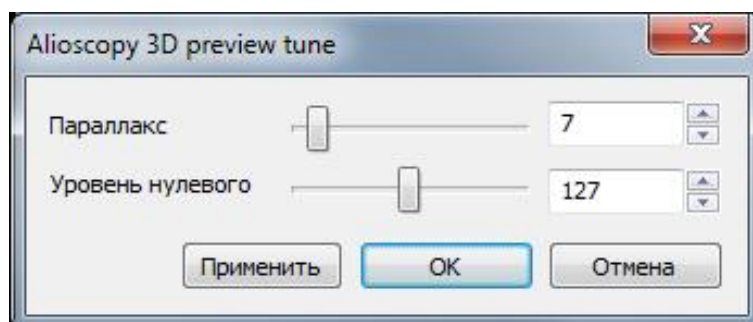 Alioscopy 3D preview tune
Параллакс 7
Уровень нулевого 127
Применить OK Отмена